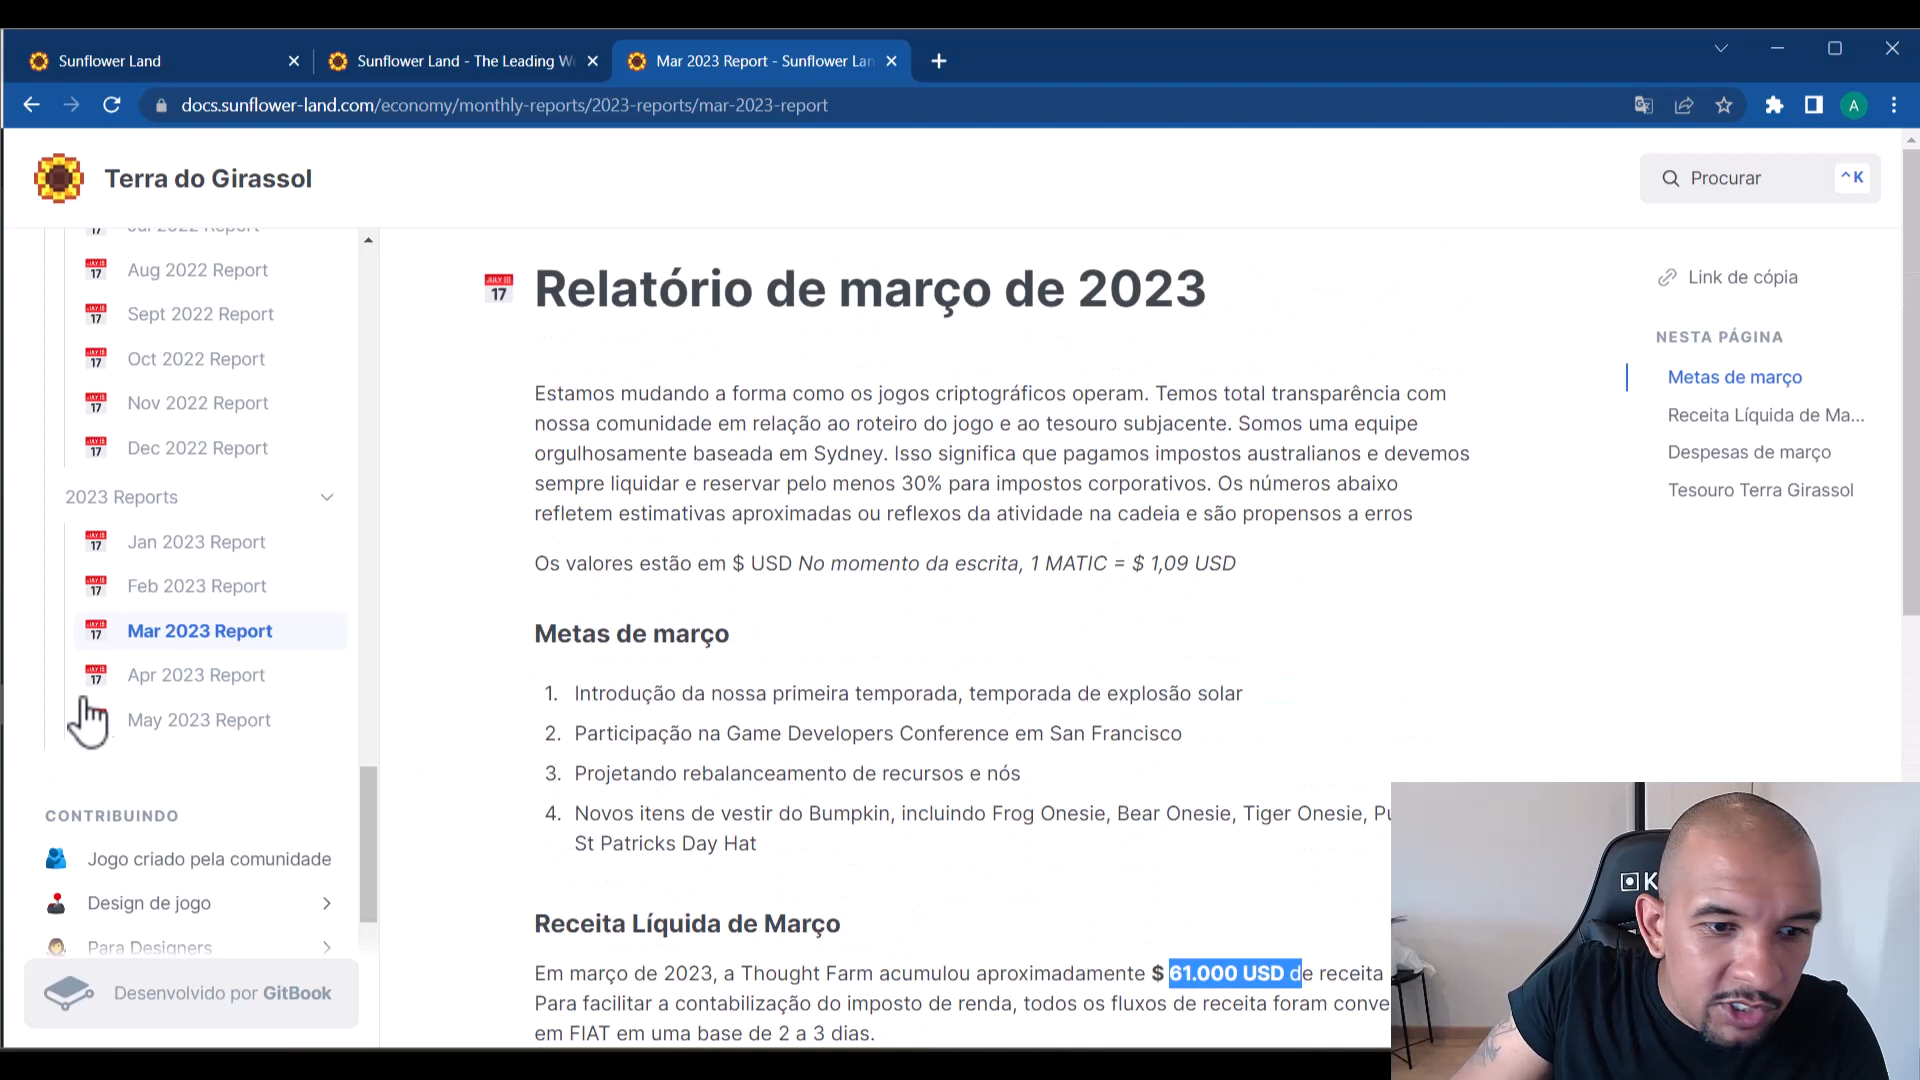 Sunflower Land
Sunflower Land - The Leading W
Mar 2023 Report - Sunflower Lan
docs.sunflower-land.com/economy/monthly-reports/2023-reports/mar-2023-report
A
Terra do Girassol
Procurar
^K
Jul 2022 Report
Aug 2022 Report
Sept 2022 Report
Oct 2022 Report
Nov 2022 Report
Dec 2022 Report
2023 Reports
Jan 2023 Report
Feb 2023 Report
Mar 2023 Report
Apr 2023 Report
May 2023 Report
CONTRIBUINDO
Jogo criado pela comunidade
Design de jogo
Para Designers
Desenvolvido por GitBook
JULY 17
Relatório de março de 2023
Estamos mudando a forma como os jogos criptográficos operam. Temos total transparência com
nossa comunidade em relação ao roteiro do jogo e ao tesouro subjacente. Somos uma equipe
orgulhosamente baseada em Sydney. Isso significa que pagamos impostos australianos e devemos
sempre liquidar e reservar pelo menos 30% para impostos corporativos. Os números abaixo
refletem estimativas aproximadas ou reflexos da atividade na cadeia e são propensos a erros
Os valores estão em $ USD No momento da escrita, 1 MATIC = $ 1,09 USD
Metas de março
1. Introdução da nossa primeira temporada, temporada de explosão solar
2. Participação na Game Developers Conference em San Francisco
3. Projetando rebalanceamento de recursos e nós
4. Novos itens de vestir do Bumpkin, incluindo Frog Onesie, Bear Onesie, Tiger Onesie, Pu
St Patricks Day Hat
Receita Líquida de Março
Em março de 2023, a Thought Farm acumulou aproximadamente $ 61.000 USD de receita
Para facilitar a contabilização do imposto de renda, todos os fluxos de receita foram conve
em FIAT em uma base de 2 a 3 dias.
Link de cópia
NESTA PÁGINA
Metas de março
Receita Líquida de Ma...
Despesas de março
Tesouro Terra Girassol
K